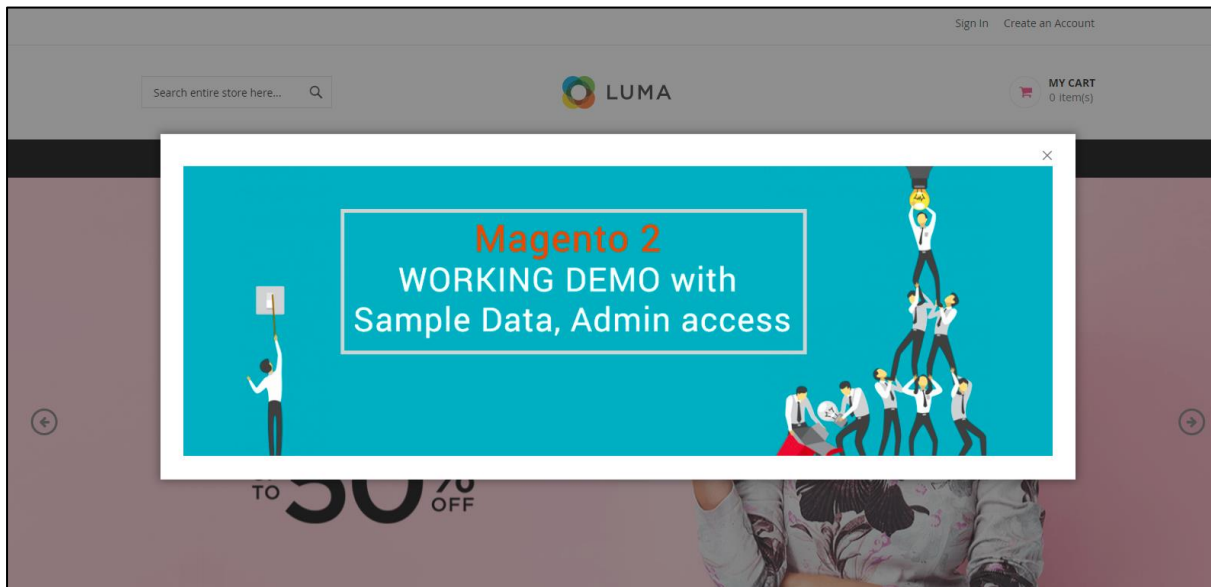 Sign In Create an Account
Search entire store here...
LUMA
MY CART
0 item(s)
Magento 2
WORKING DEMO with
Sample Data, Admin access
TO
OFF